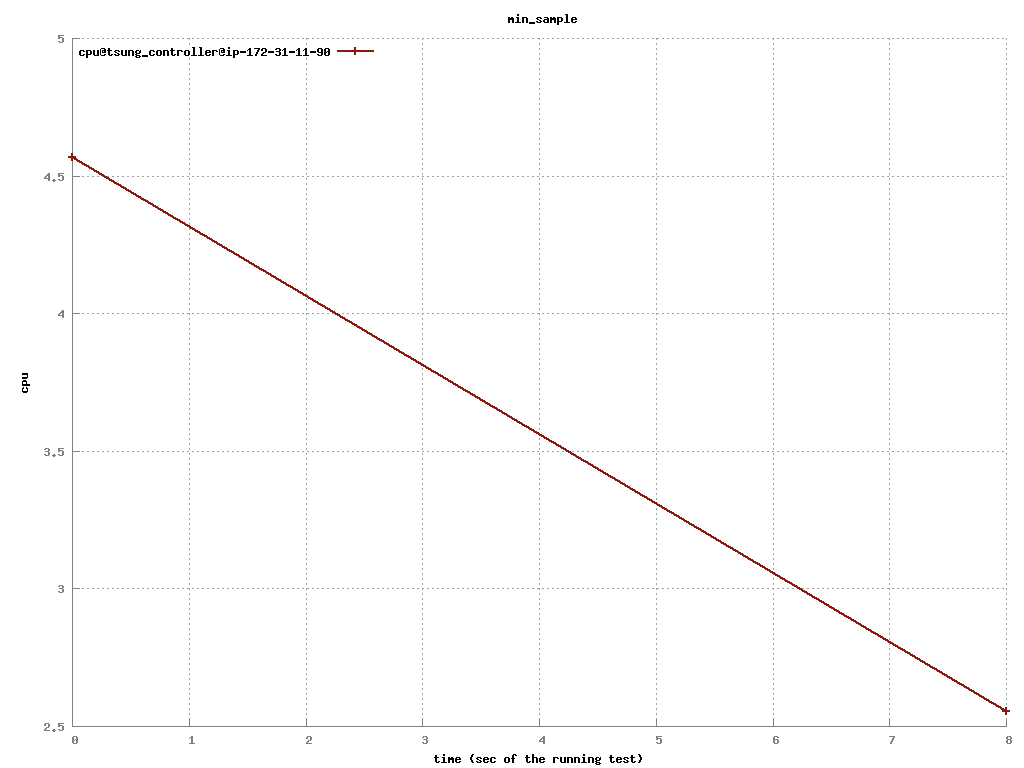 min_sample
cpu@tsung_controller@ip-172-31-11-90
5
4.5
4
3.5
3
2.5
cpu
0 1 2 3 4 5 6 7 8
time (sec of the running test)